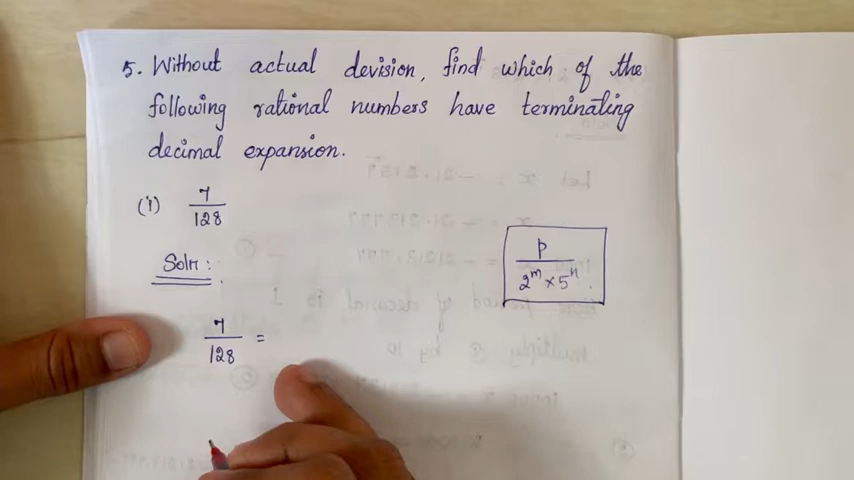 5. Without actual devision, find which of the
following rational numbers have terminating
decimal expansion.
(i) 7/128
Soln:
p/2^m × 5^n
7/128 =